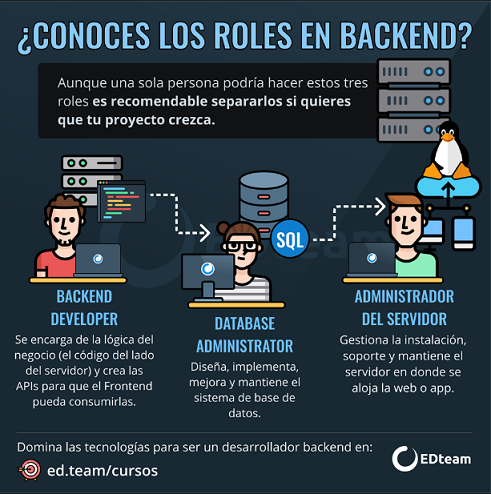 ¿CONOCES LOS ROLES EN BACKEND?
Aunque una sola persona podría hacer estos tres
roles es recomendable separarlos si quieres
que tu proyecto crezca.
SQL
EDteam
BACKEND
DEVELOPER
Se encarga de la lógica del
negocio (el código del lado
del servidor) y crea las
APIs para que el Frontend
pueda consumirlas.
DATABASE
ADMINISTRATOR
Diseña, implementa,
mejora y mantiene el
sistema de base de
datos.
ADMINISTRADOR
DEL SERVIDOR
Gestiona la instalación,
soporte y mantiene el
servidor en donde se
aloja la web o app.
Domina las tecnologías para ser un desarrollador backend en:
ed.team/cursos
EDteam